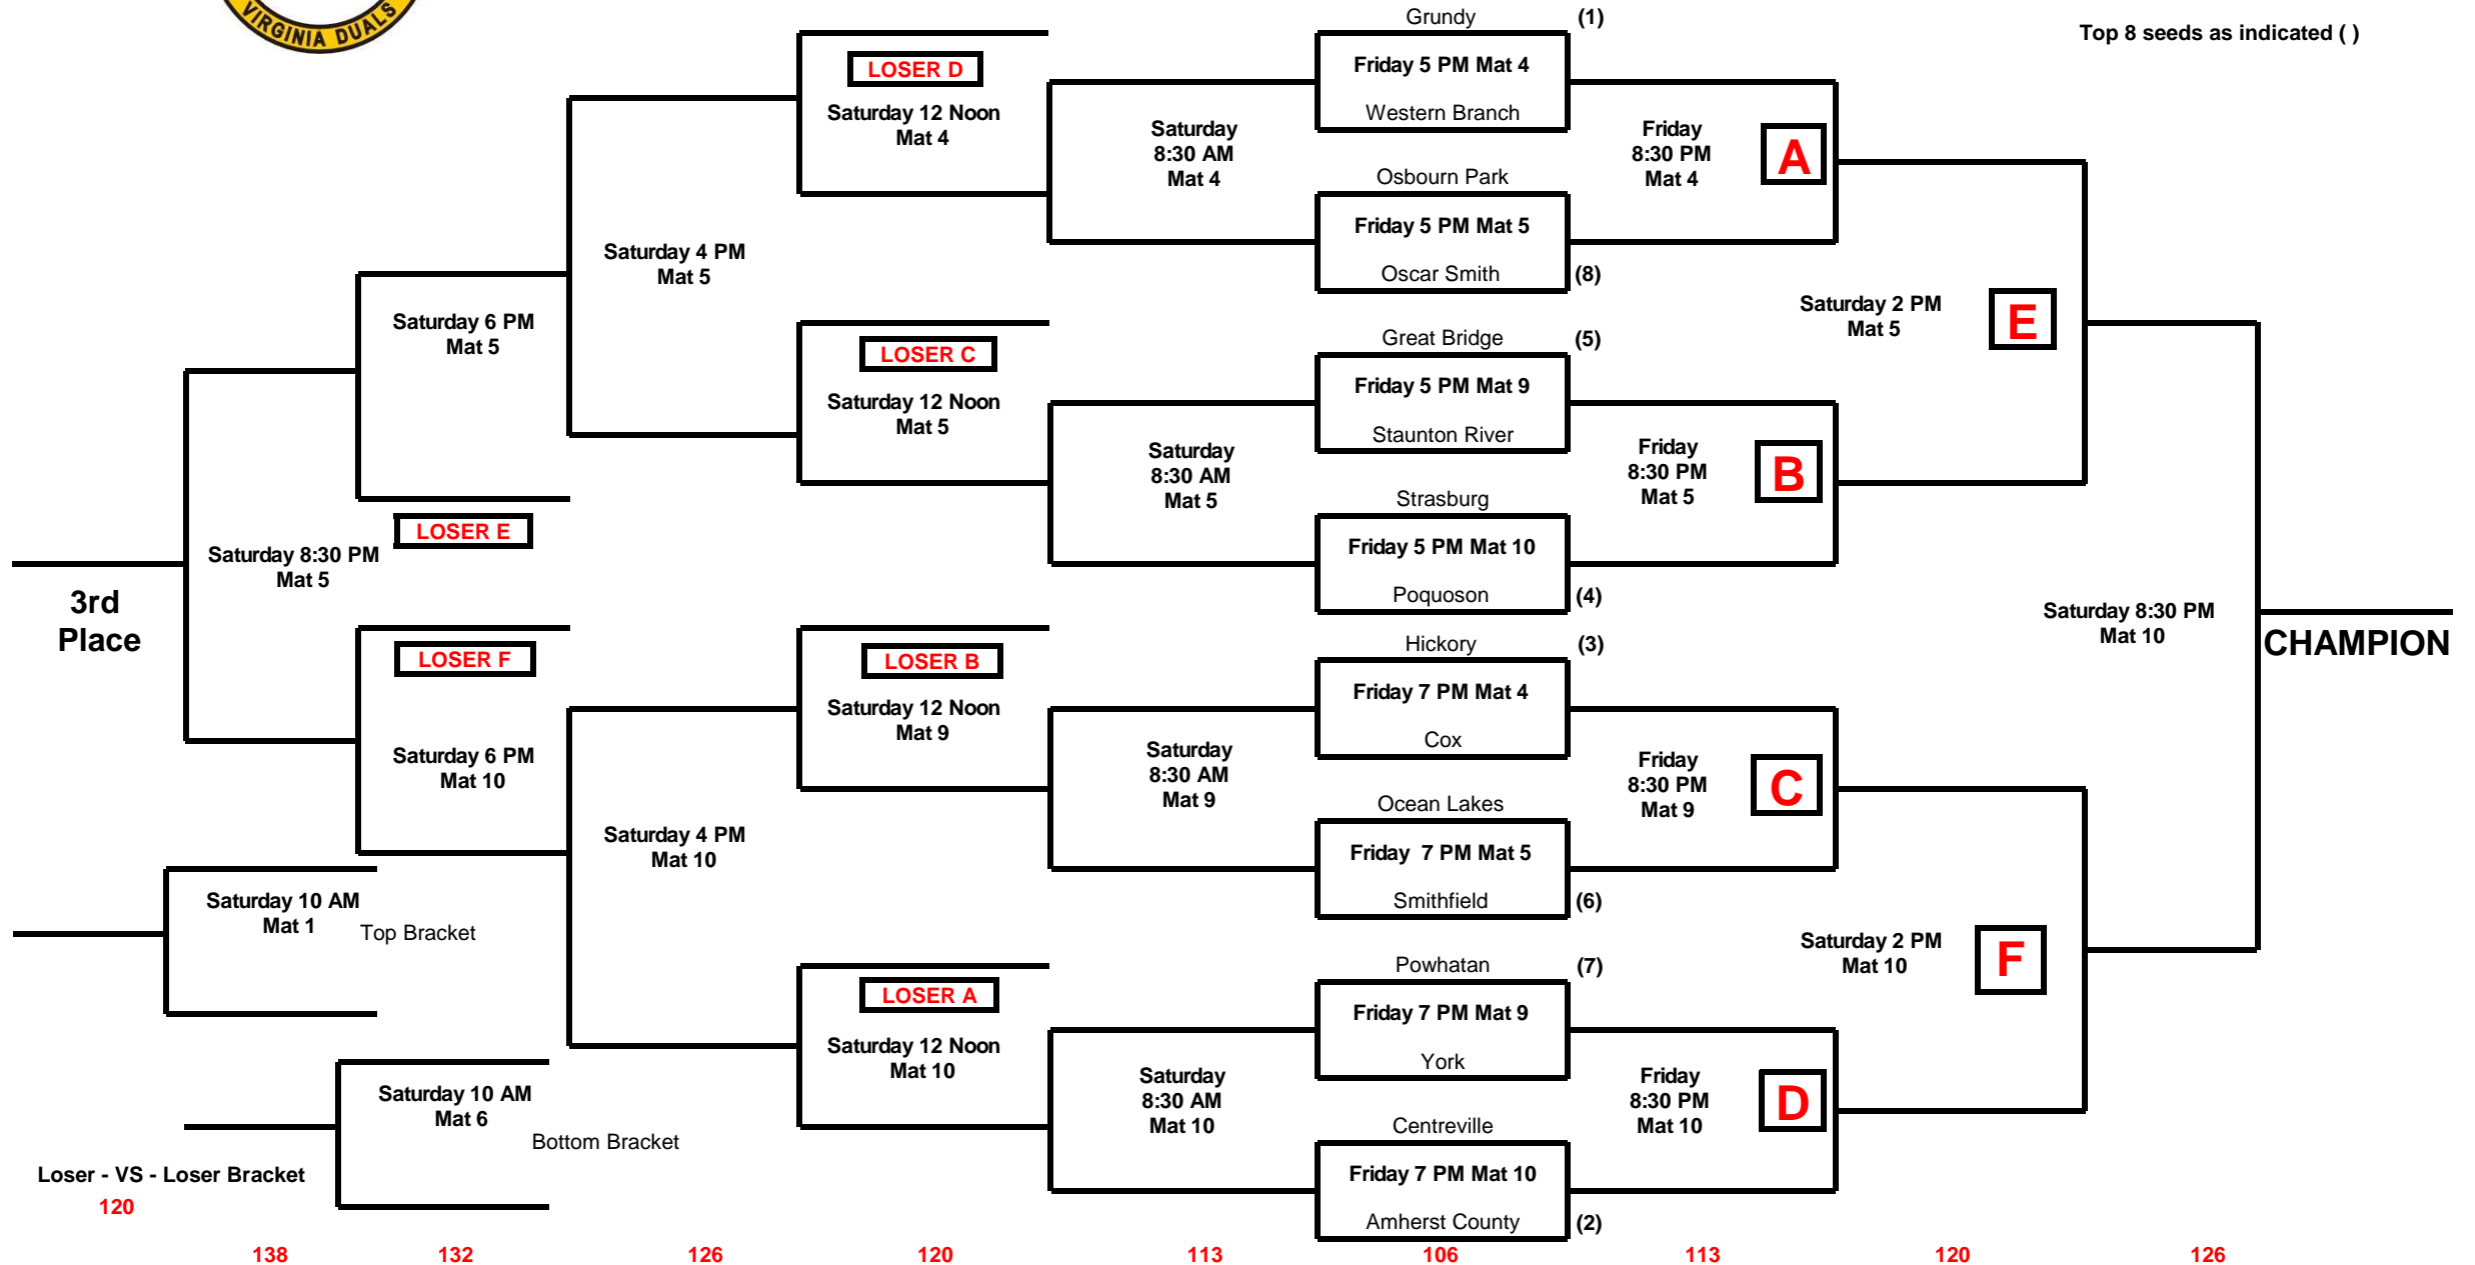 VIRGINIA DUALS
Top 8 seeds as indicated ( )
Grundy (1)
Friday 5 PM Mat 4
Western Branch
Osbourn Park
Friday 5 PM Mat 5
Oscar Smith (8)
Great Bridge (5)
Friday 5 PM Mat 9
Staunton River
Strasburg
Friday 5 PM Mat 10
Poquoson (4)
Hickory (3)
Friday 7 PM Mat 4
Cox
Ocean Lakes
Friday 7 PM Mat 5
Smithfield (6)
Powhatan (7)
Friday 7 PM Mat 9
York
Centreville
Friday 7 PM Mat 10
Amherst County (2)
Friday
8:30 PM
Mat 4
A
Friday
8:30 PM
Mat 5
B
Friday
8:30 PM
Mat 9
C
Friday
8:30 PM
Mat 10
D
Saturday 2 PM
Mat 5
E
Saturday 2 PM
Mat 10
F
Saturday 8:30 PM
Mat 10
CHAMPION
Saturday
8:30 AM
Mat 4
Saturday
8:30 AM
Mat 5
Saturday
8:30 AM
Mat 9
Saturday
8:30 AM
Mat 10
LOSER D
Saturday 12 Noon
Mat 4
LOSER C
Saturday 12 Noon
Mat 5
LOSER B
Saturday 12 Noon
Mat 9
LOSER A
Saturday 12 Noon
Mat 10
Saturday 4 PM
Mat 5
Saturday 4 PM
Mat 10
Saturday 6 PM
Mat 5
LOSER E
LOSER F
Saturday 6 PM
Mat 10
Saturday 8:30 PM
Mat 5
3rd
Place
Saturday 10 AM
Mat 1
Top Bracket
Saturday 10 AM
Mat 6
Bottom Bracket
Loser - VS - Loser Bracket
120
138 132 126 120 113 106 113 120 126